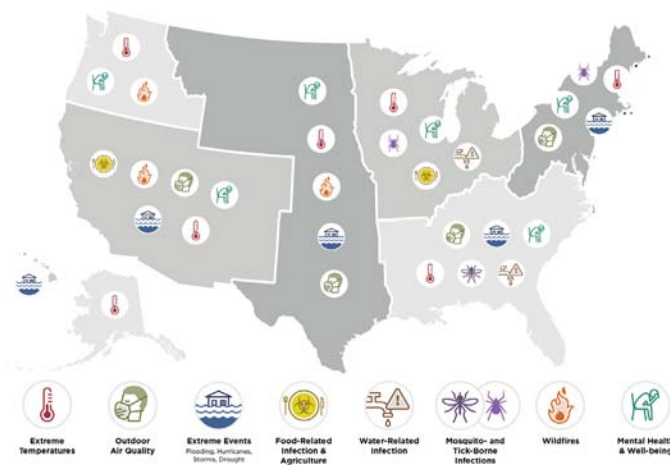 Extreme
Temperatures
Outdoor
Air Quality
Extreme Events
Flooding, Hurricanes,
Storms, Drought
Food-Related
Infection &
Agriculture
Water-Related
Infection
Mosquito- and
Tick-Borne
Infections
Wildfires
Mental Health
& Well-being